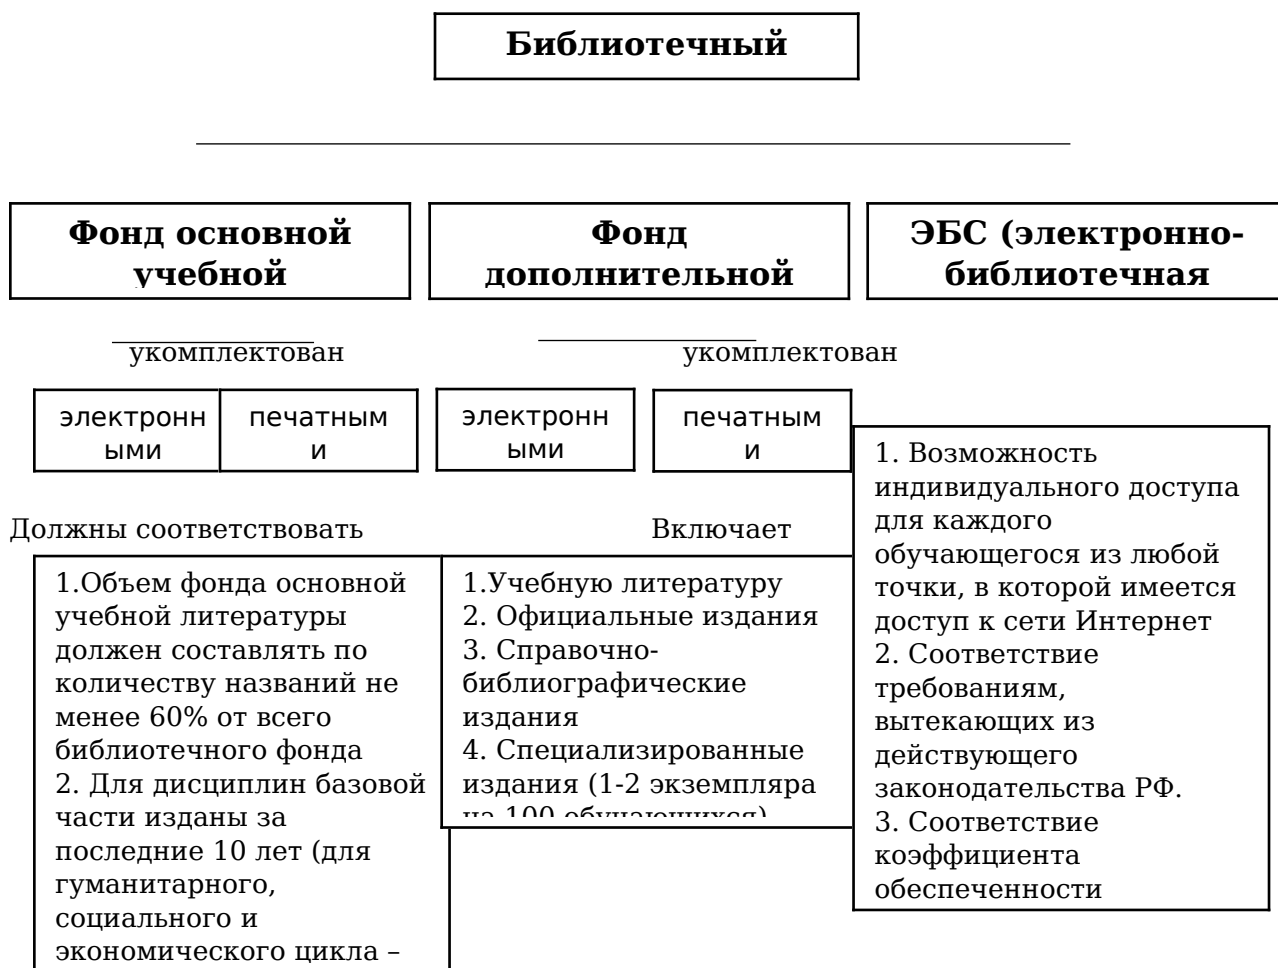 Библиотечный
Фонд основной
учебной
Фонд
дополнительной
ЭБС (электронно-
библиотечная
укомплектован
укомплектован
электронн
ыми
печатным
и
электронн
ыми
печатным
и
Должны соответствовать
Включает
1.Объем фонда основной
учебной литературы
должен составлять по
количеству названий не
менее 60% от всего
библиотечного фонда
2. Для дисциплин базовой
части изданы за
последние 10 лет (для
гуманитарного,
социального и
экономического цикла –
1.Учебную литературу
2. Официальные издания
3. Справочно-
библиографические
издания
4. Специализированные
издания (1-2 экземпляра
на 100 обучающихся)
1. Возможность
индивидуального доступа
для каждого
обучающегося из любой
точки, в которой имеется
доступ к сети Интернет
2. Соответствие
требованиям,
вытекающих из
действующего
законодательства РФ.
3. Соответствие
коэффициента
обеспеченности